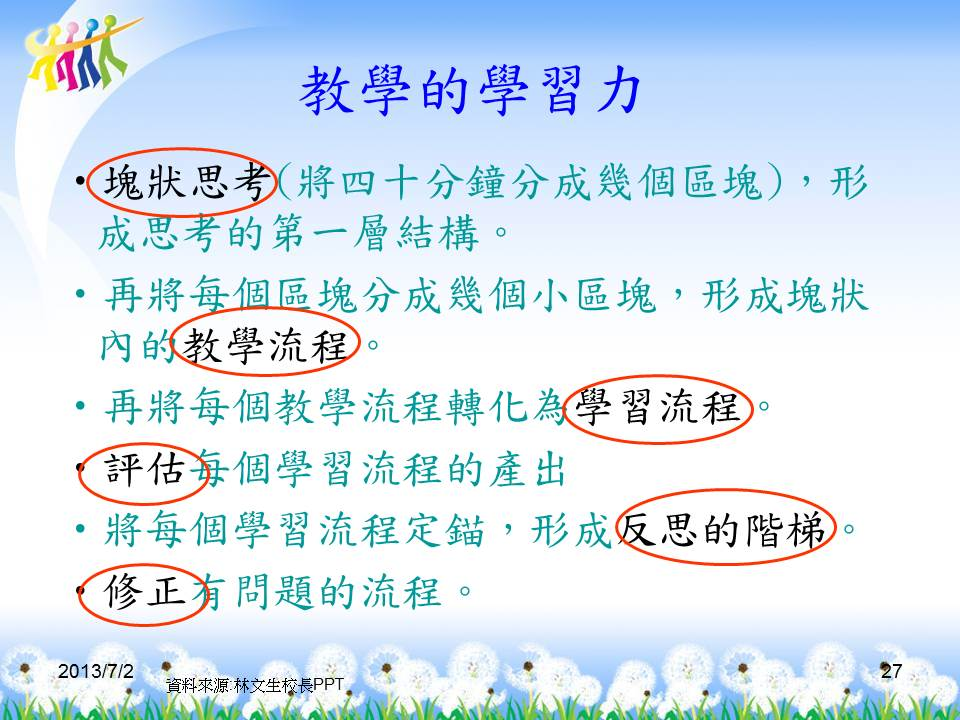 教學的學習力
•塊狀思考(將四十分鐘分成幾個區塊)，形
成思考的第一層結構。
•再將每個區塊分成幾個小區塊，形成塊狀
內的教學流程。
•再將每個教學流程轉化為學習流程。
•評估每個學習流程的產出
•將每個學習流程定錨，形成反思的階梯。
•修正有問題的流程。
2013/7/2
資料來源:林文生校長PPT
27